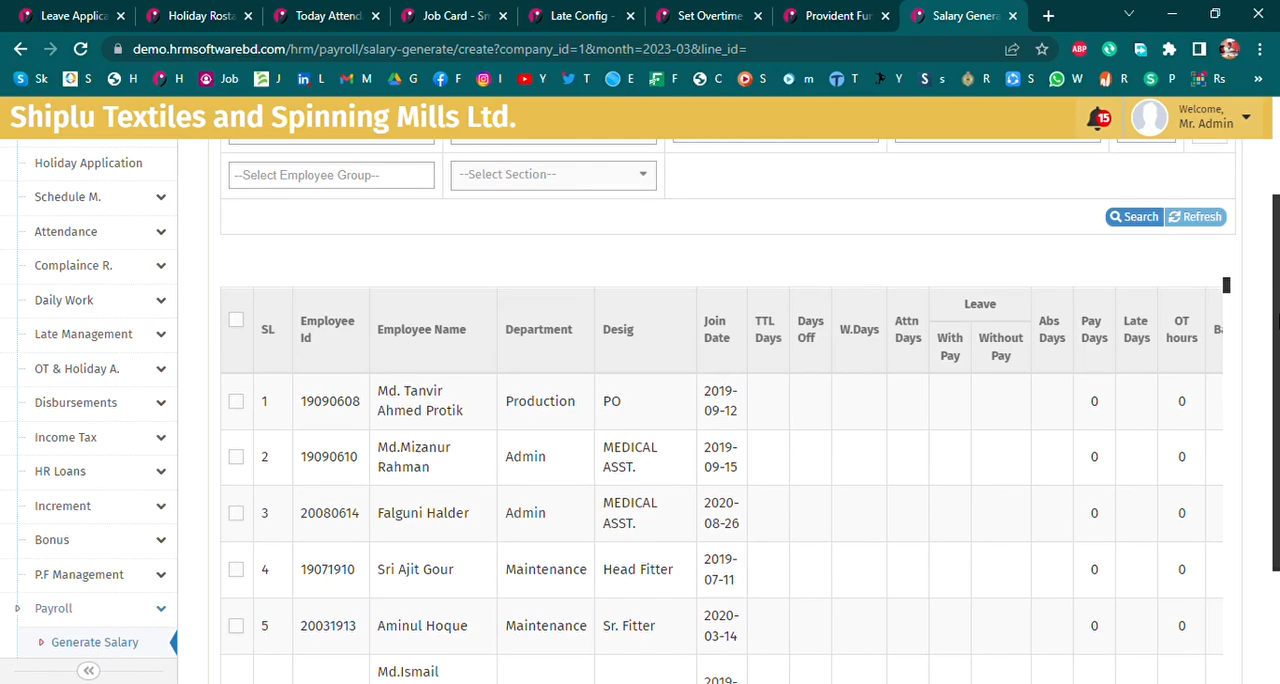 Leave Applica
Holiday Rosta
Today Attend
Job Card - Sm
Late Config -
Set Overtime
Provident Fun
Salary Genera
demo.hrmsoftwarebd.com/hrm/payroll/salary-generate/create?company_id=1&month=2023-03&line_id=
Sk S H H Job J L M G F I Y T E F C S m T Y s R S W R P Rs »
Shiplu Textiles and Spinning Mills Ltd.
15
Welcome,
Mr. Admin
Holiday Application
Schedule M.
Attendance
Complaince R.
Daily Work
Late Management
OT & Holiday A.
Disbursements
Income Tax
HR Loans
Increment
Bonus
P.F Management
Payroll
Generate Salary
--Select Employee Group--
--Select Section--
Search Refresh
SL Employee Id Employee Name Department Desig Join Date TTL Days Days Off W.Days Attn Days Leave With Pay Without Pay Abs Days Pay Days Late Days OT hours
1 19090608 Md. Tanvir Ahmed Protik Production PO 2019-09-12 0 0
2 19090610 Md.Mizanur Rahman Admin MEDICAL ASST. 2019-09-15 0 0
3 20080614 Falguni Halder Admin MEDICAL ASST. 2020-08-26 0 0
4 19071910 Sri Ajit Gour Maintenance Head Fitter 2019-07-11 0 0
5 20031913 Aminul Hoque Maintenance Sr. Fitter 2020-03-14 0 0
Md.Ismail 2019-